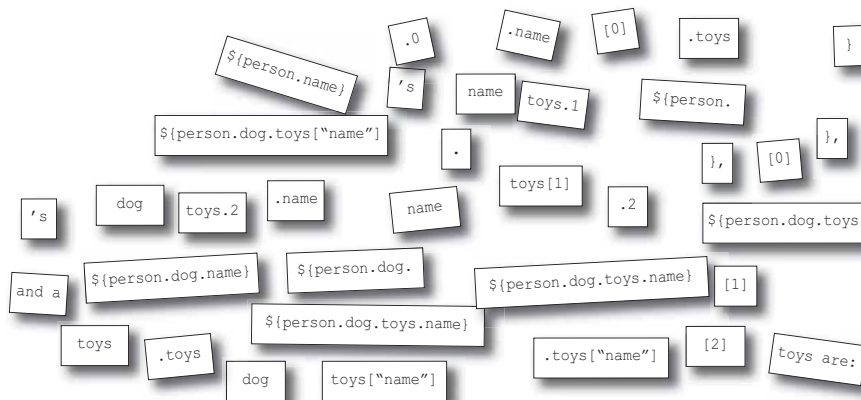 .0
.name
[0]
.toys
}
${person.name}
's
name
toys.1
${person.
${person.dog.toys["name"]
.
},
[0]
},
toys[1]
dog
toys.2
.name
name
.2
's
${person.dog.toys
${person.dog.name}
${person.dog.
${person.dog.toys.name}
[1]
and a
${person.dog.toys.name}
toys
.toys
.toys["name"]
[2]
toys are:
dog
toys["name"]